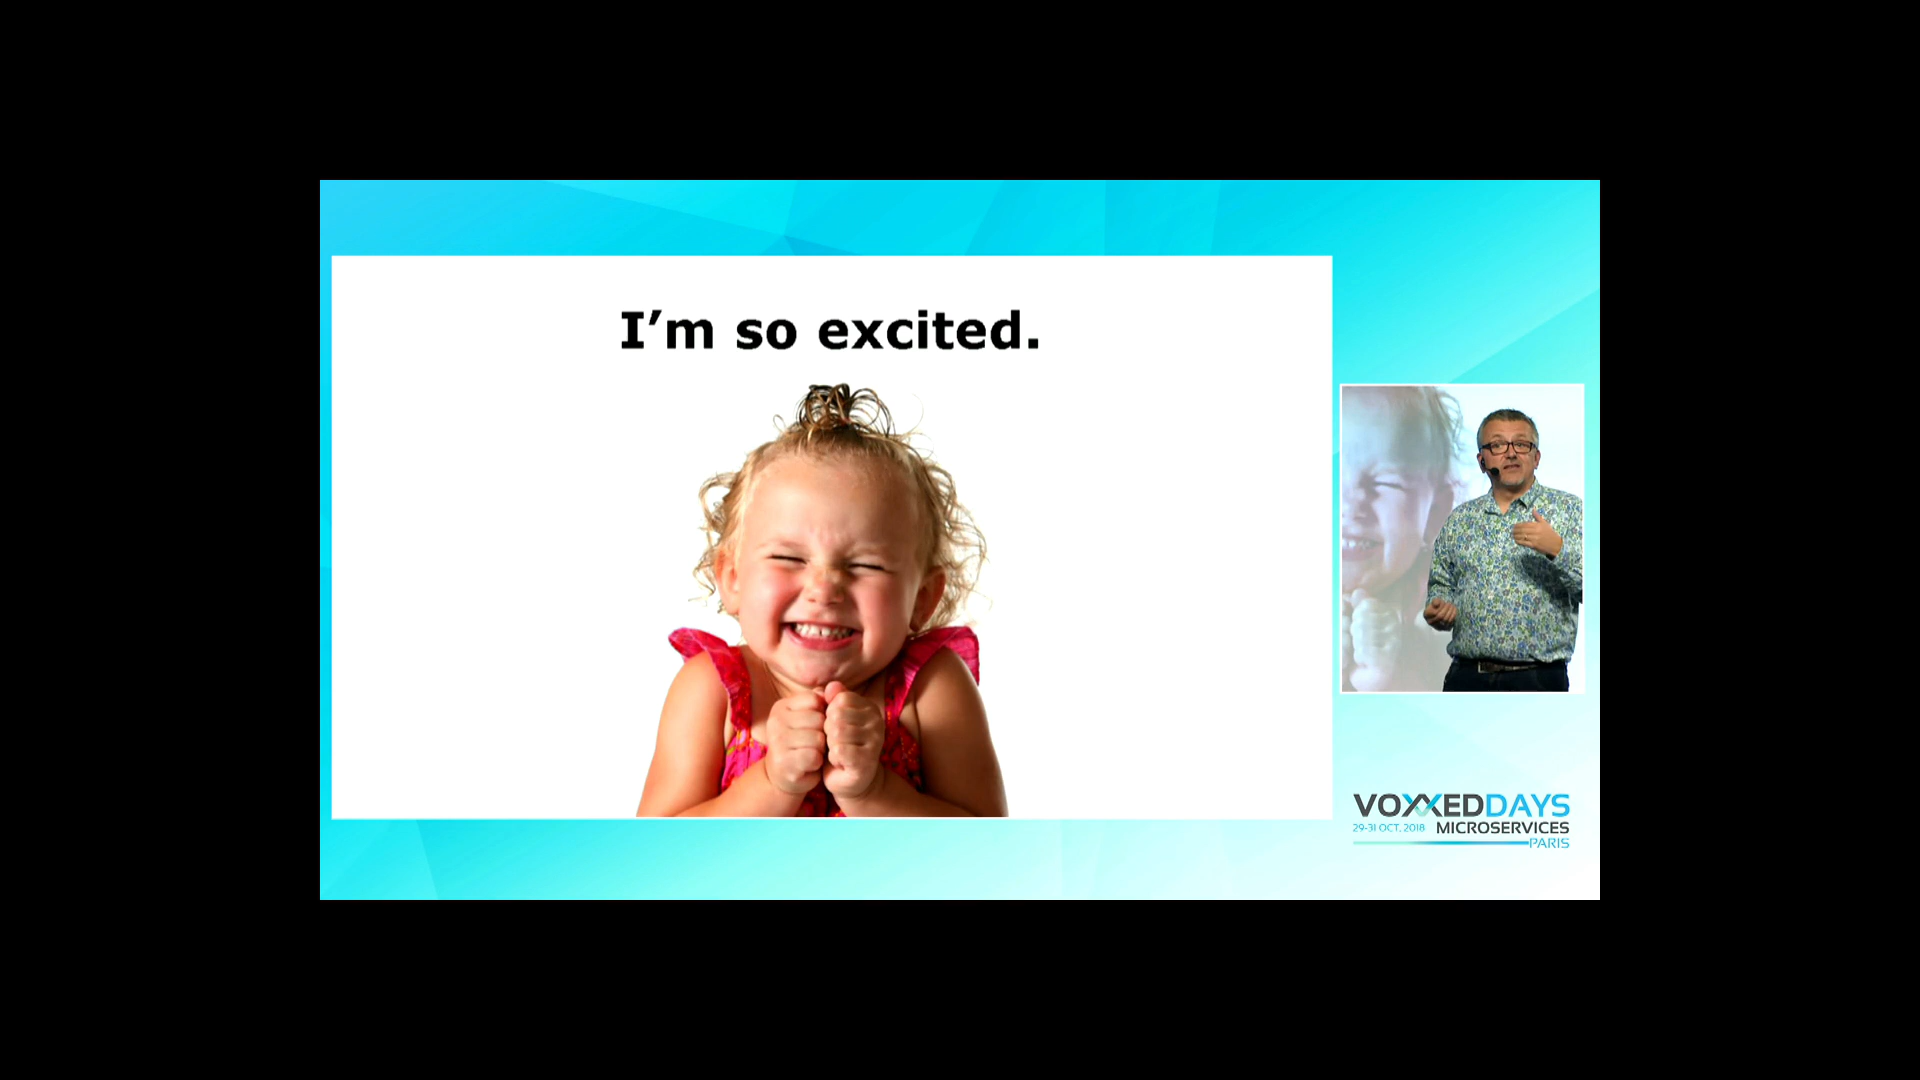 I'm so excited.
VOXXEDDAYS
29-31 OCT. 2018 MICROSERVICES
PARIS